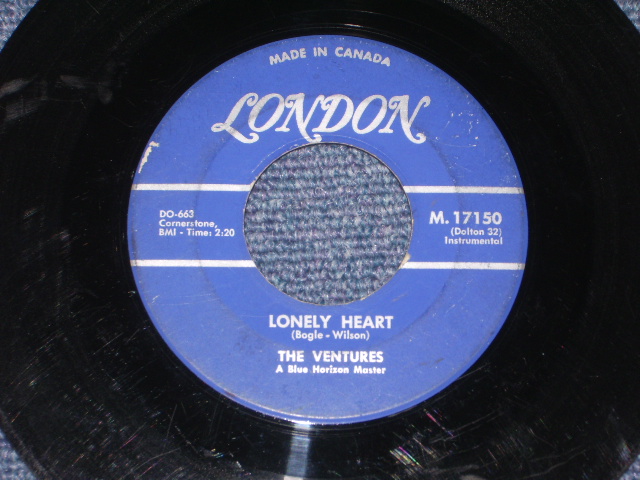 MADE IN CANADA
LONDON
DO-663
Cornerstone,
BMI - Time: 2:20
M. 17150
(Dolton 32)
Instrumental
LONELY HEART
(Bogle - Wilson)
THE VENTURES
A Blue Horizon Master